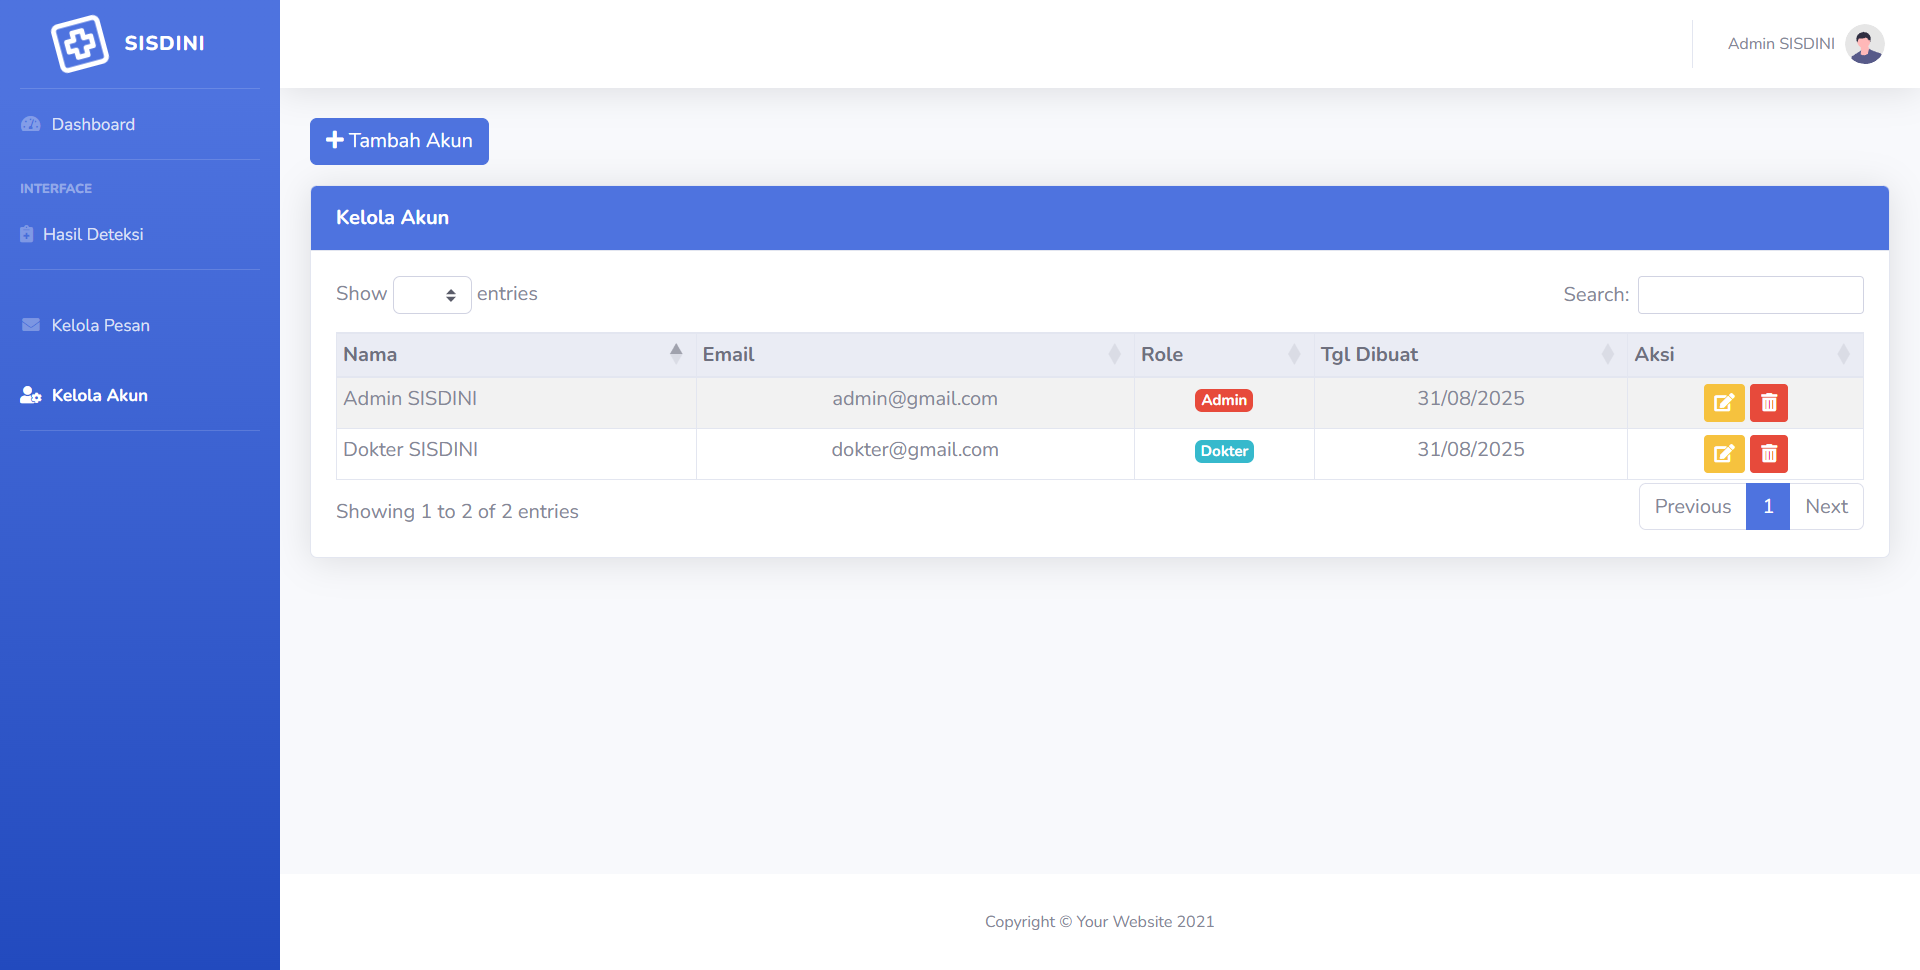 SISDINI
Admin SISDINI
Dashboard
INTERFACE
Hasil Deteksi
Kelola Pesan
Kelola Akun
Tambah Akun
Kelola Akun
Show entries
Search:
Nama Email Role Tgl Dibuat Aksi
Admin SISDINI admin@gmail.com Admin 31/08/2025
Dokter SISDINI dokter@gmail.com Dokter 31/08/2025
Showing 1 to 2 of 2 entries
Previous 1 Next
Copyright © Your Website 2021